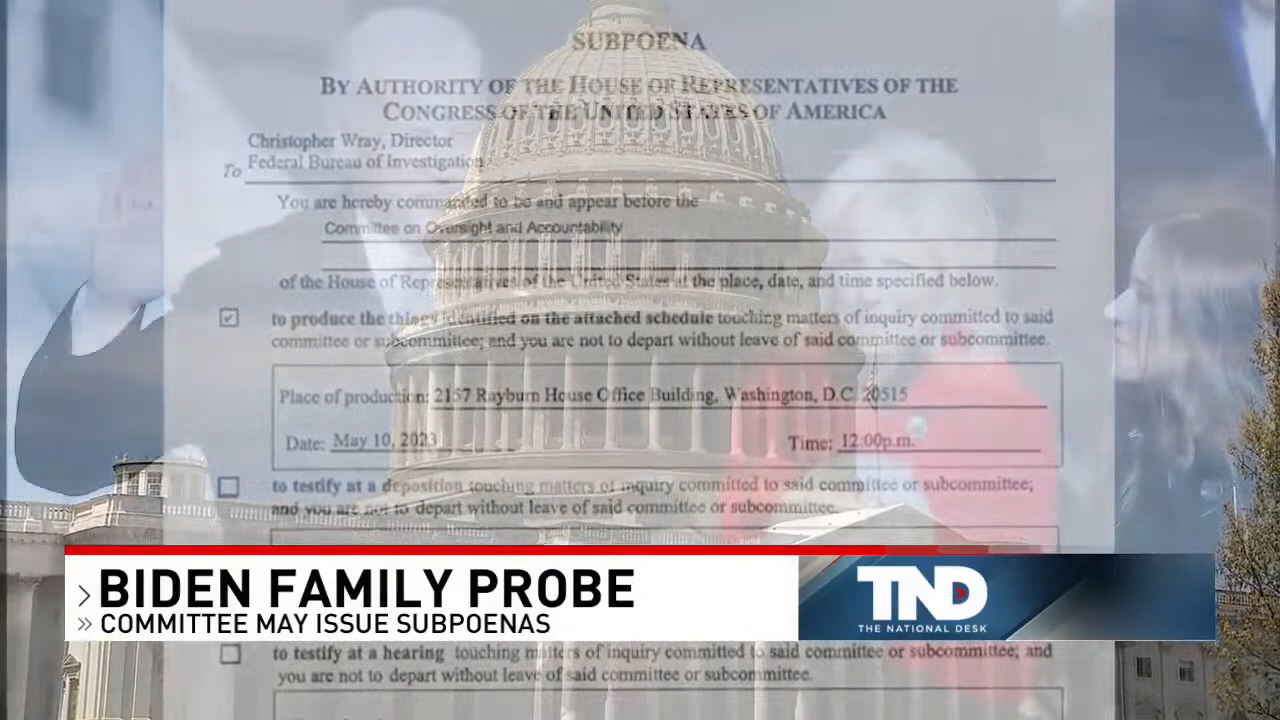 SUBPOENA
BY AUTHORITY OF THE HOUSE OF REPRESENTATIVES OF THE
CONGRESS OF THE UNITED STATES OF AMERICA
Christopher Wray, Director
To Federal Bureau of Investigation
You are hereby commanded to be and appear before the
Committee on Oversight and Accountability
of the House of Representatives of the United States at the place, date, and time specified below.
to produce the things identified on the attached schedule touching matters of inquiry committed to said
committee or subcommittee; and you are not to depart without leave of said committee or subcommittee.
Place of production: 2157 Rayburn House Office Building, Washington, D.C. 20515
Date: May 10, 2023 Time: 12:00p.m.
to testify at a deposition touching matters of inquiry committed to said committee or subcommittee;
and you are not to depart without leave of said committee or subcommittee.
BIDEN FAMILY PROBE
COMMITTEE MAY ISSUE SUBPOENAS
TND
THE NATIONAL DESK
to testify at a hearing touching matters of inquiry committed to said committee or subcommittee; and
you are not to depart without leave of said committee or subcommittee.